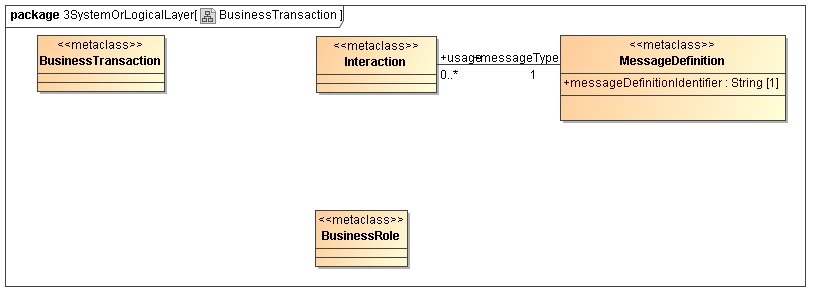 package 3SystemOrLogicalLayer[ BusinessTransaction ]
<<metaclass>>
BusinessTransaction
<<metaclass>>
Interaction
+usage
+messageType
0..*
1
<<metaclass>>
MessageDefinition
+messageDefinitionIdentifier : String [1]
<<metaclass>>
BusinessRole